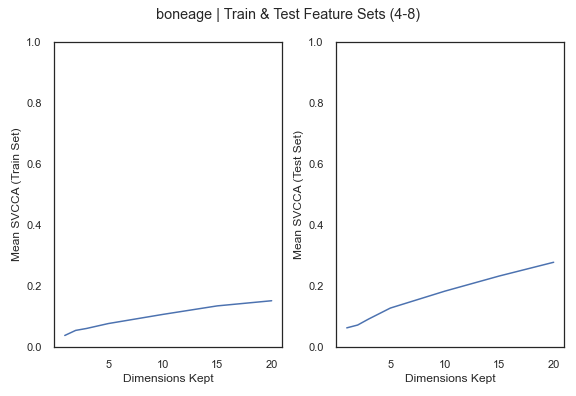 boneage | Train & Test Feature Sets (4-8)
Mean SVCCA (Train Set)
1.0
0.8
0.6
0.4
0.2
0.0
5 10 15 20
Dimensions Kept
Mean SVCCA (Test Set)
1.0
0.8
0.6
0.4
0.2
0.0
5 10 15 20
Dimensions Kept